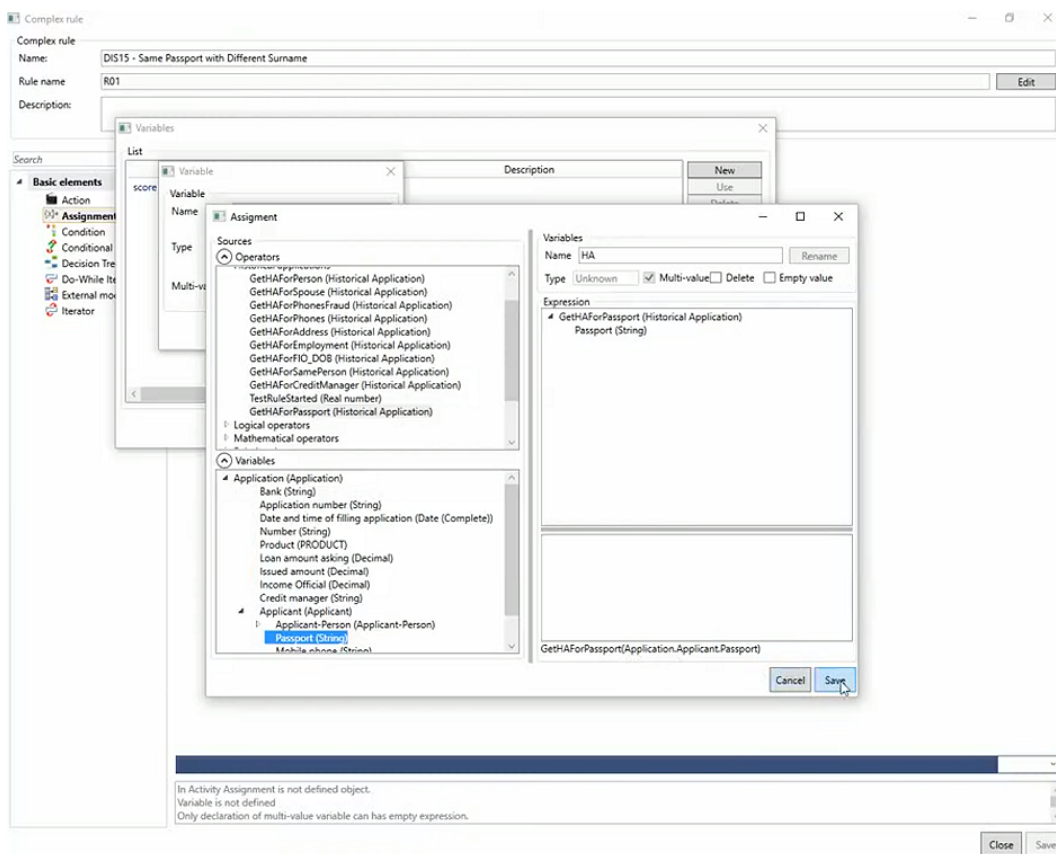 Complex rule
Complex rule
Name: DIS15 - Same Passport with Different Surname
Rule name R01 Edit
Description:
Variables
List
Description
New
score
Use
Delete
Variable
Variable
Name
Type
Search
Basic elements
Action
Assignment
Condition
Conditional
Decision Tre
Do-While Ite
External mo
Iterator
Assigment
Sources
Operators
GetHAForPerson (Historical Application)
GetHAForSpouse (Historical Application)
GetHAForPhonesFraud (Historical Application)
GetHAForPhones (Historical Application)
GetHAForAddress (Historical Application)
GetHAForEmployment (Historical Application)
GetHAForFIO_DOB (Historical Application)
GetHAForSamePerson (Historical Application)
GetHAForCreditManager (Historical Application)
TestRuleStarted (Real number)
GetHAForPassport (Historical Application)
Logical operators
Mathematical operators
Variables
Application (Application)
Bank (String)
Application number (String)
Date and time of filling application (Date (Complete))
Number (String)
Product (PRODUCT)
Loan amount asking (Decimal)
Issued amount (Decimal)
Income Official (Decimal)
Credit manager (String)
Applicant (Applicant)
Applicant-Person (Applicant-Person)
Passport (String)
Mobile phone (String)
Variables
Name HA Rename
Type Unknown Multi-value Delete Empty value
Expression
GetHAForPassport (Historical Application)
Passport (String)
GetHAForPassport(Application.Applicant.Passport)
Cancel Save
In Activity Assignment is not defined object.
Variable is not defined
Only declaration of multi-value variable can has empty expression.
Close Save